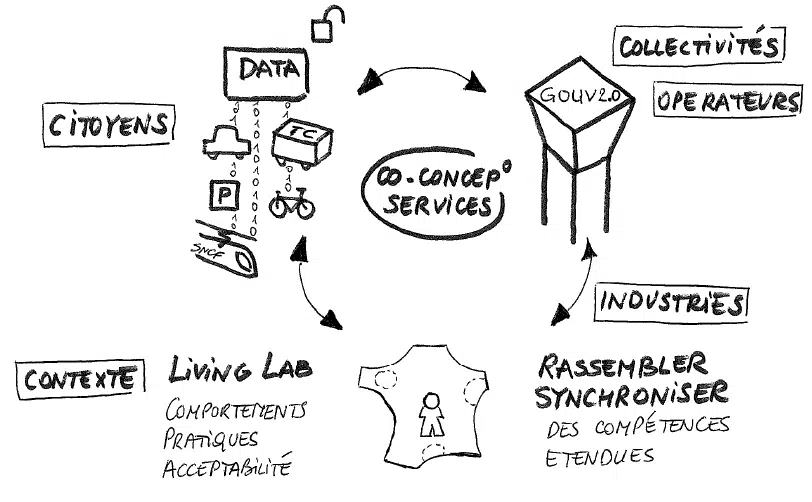 DATA
CITOYENS
TC
P
SNCF
CO-CONCEP°
SERVICES
GOUV2.0
COLLECTIVITÉS
OPERATEURS
INDUSTRIES
CONTEXTE
LIVING LAB
COMPORTEMENTS
PRATIQUES
ACCEPTABILITÉ
RASSEMBLER
SYNCHRONISER
DES COMPÉTENCES
ETENDUES